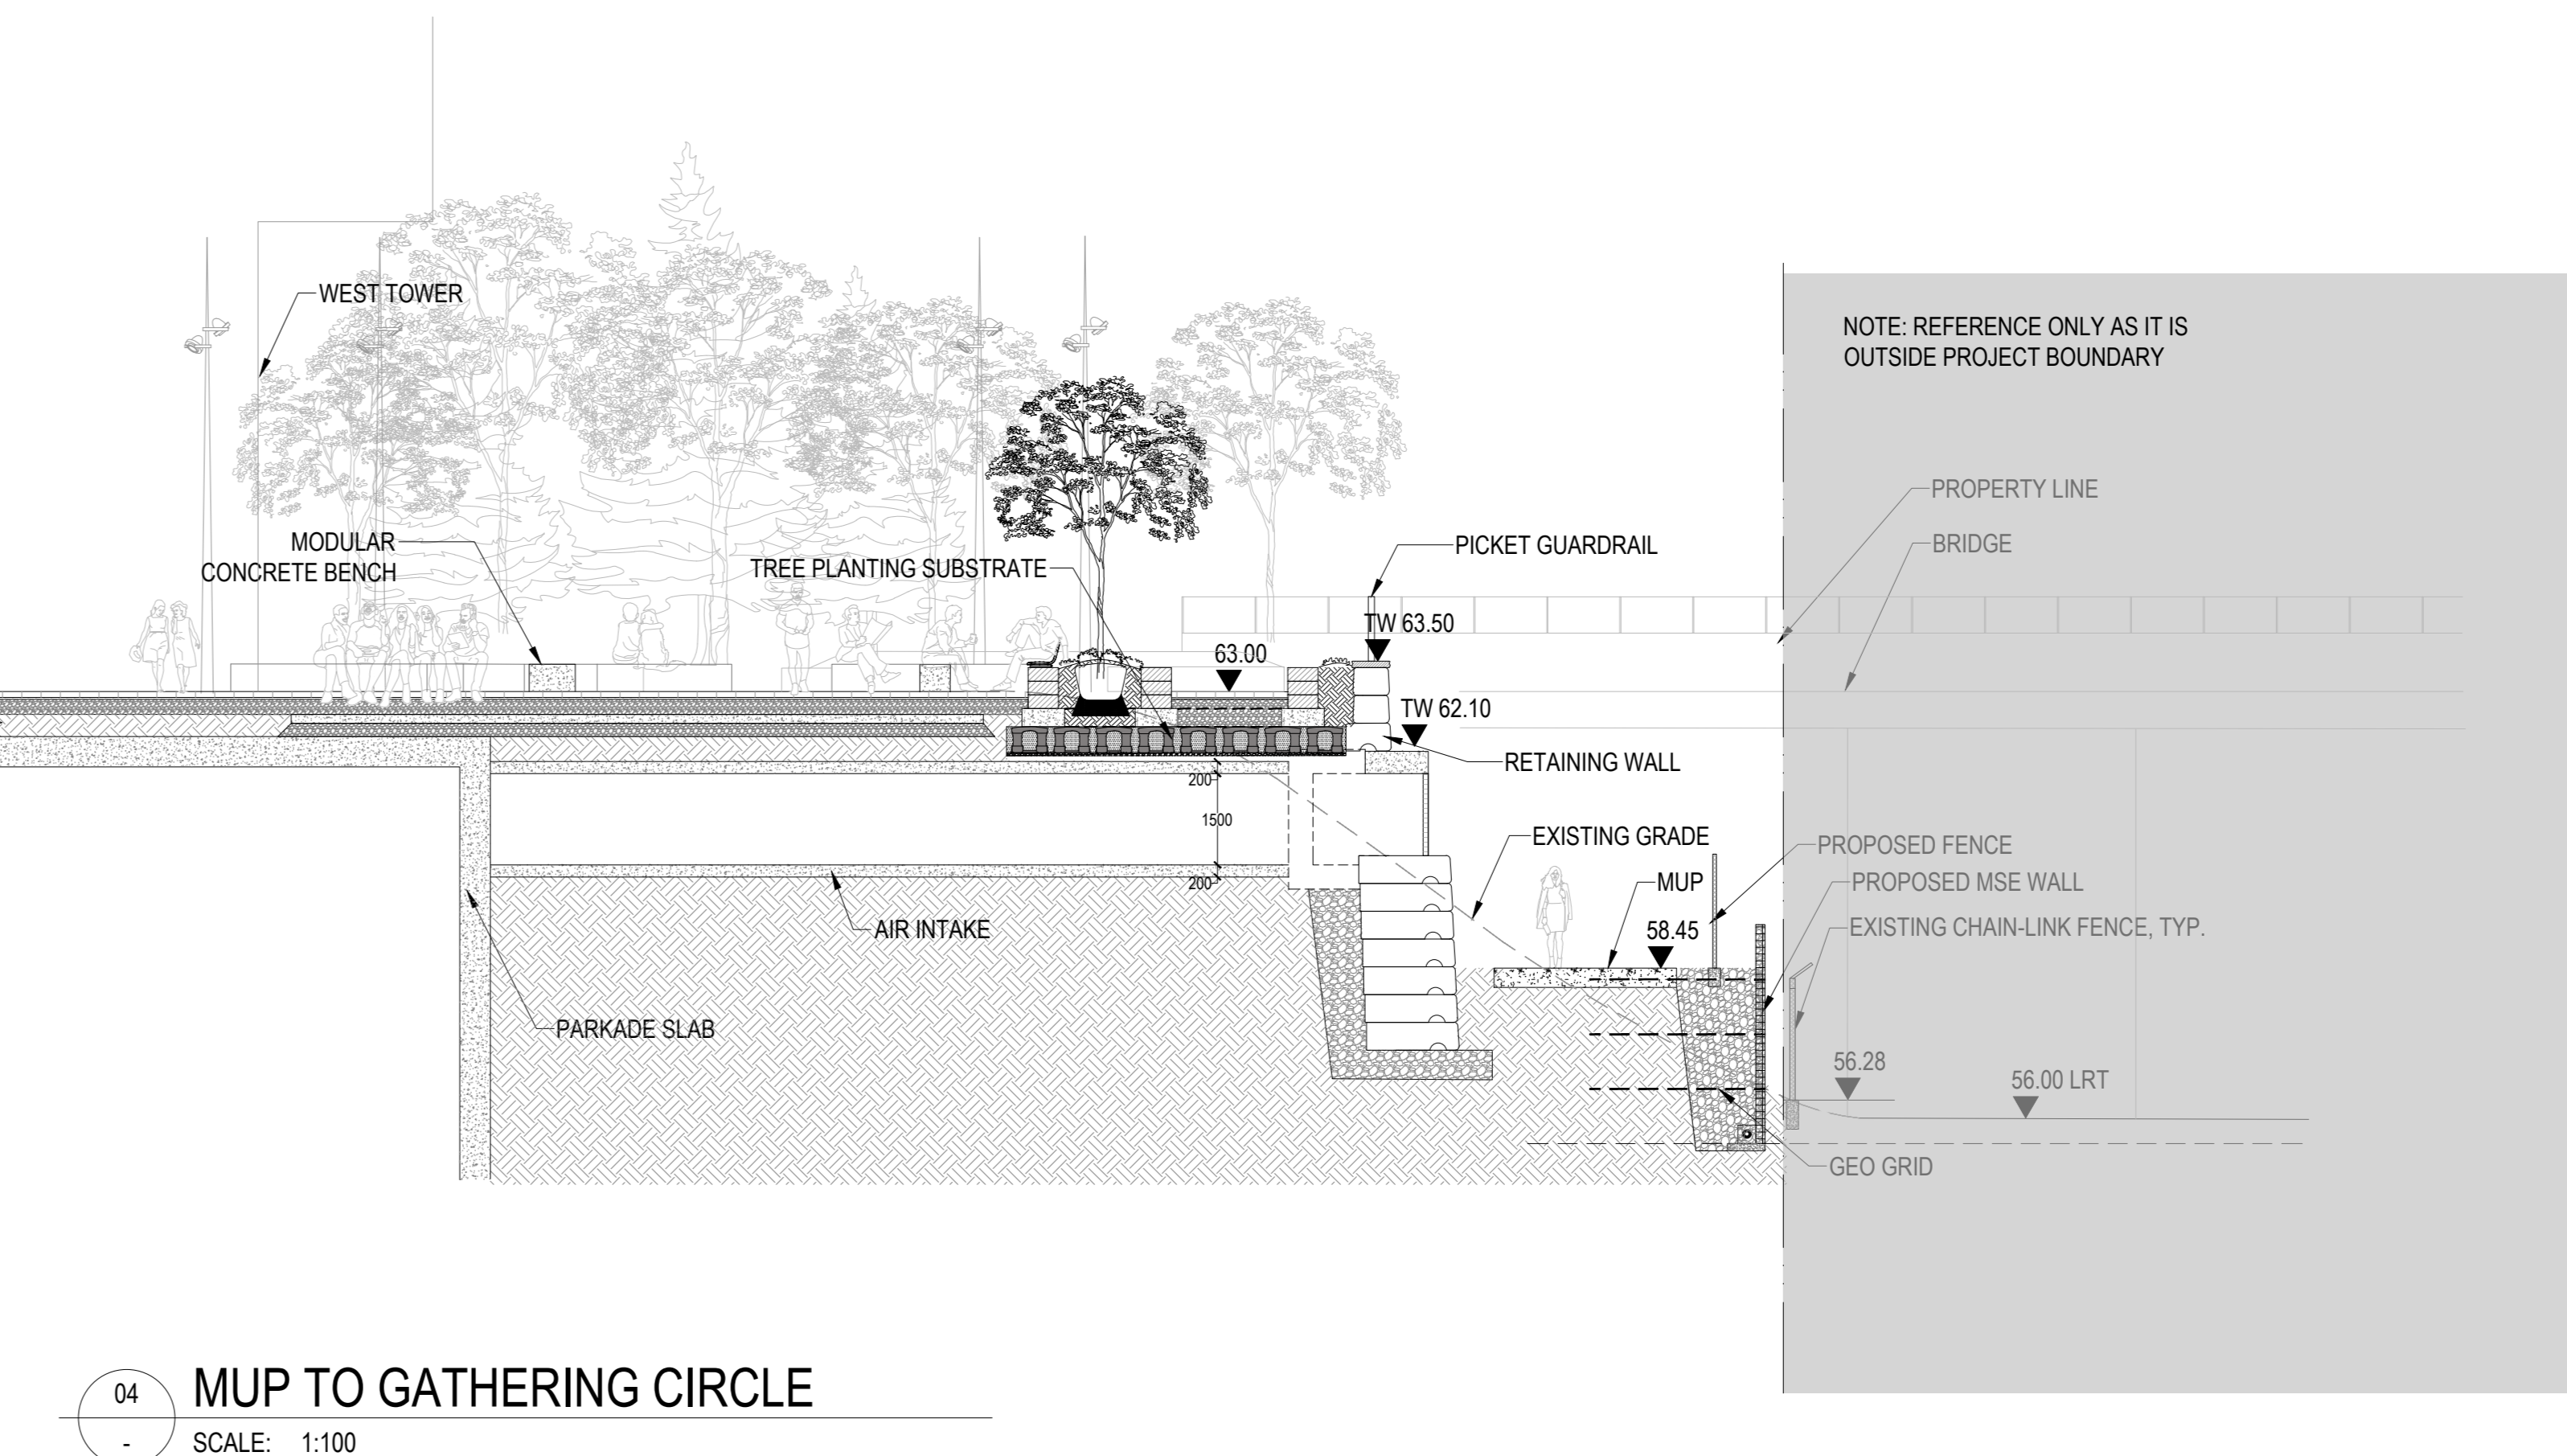 WEST TOWER
NOTE: REFERENCE ONLY AS IT IS
OUTSIDE PROJECT BOUNDARY
PROPERTY LINE
BRIDGE
MODULAR
CONCRETE BENCH
TREE PLANTING SUBSTRATE
PICKET GUARDRAIL
TW 63.50
63.00
TW 62.10
RETAINING WALL
200
1500
200
EXISTING GRADE
PROPOSED FENCE
MUP
PROPOSED MSE WALL
AIR INTAKE
58.45
EXISTING CHAIN-LINK FENCE, TYP.
PARKADE SLAB
56.28
56.00 LRT
GEO GRID
04
MUP TO GATHERING CIRCLE
-
SCALE: 1:100